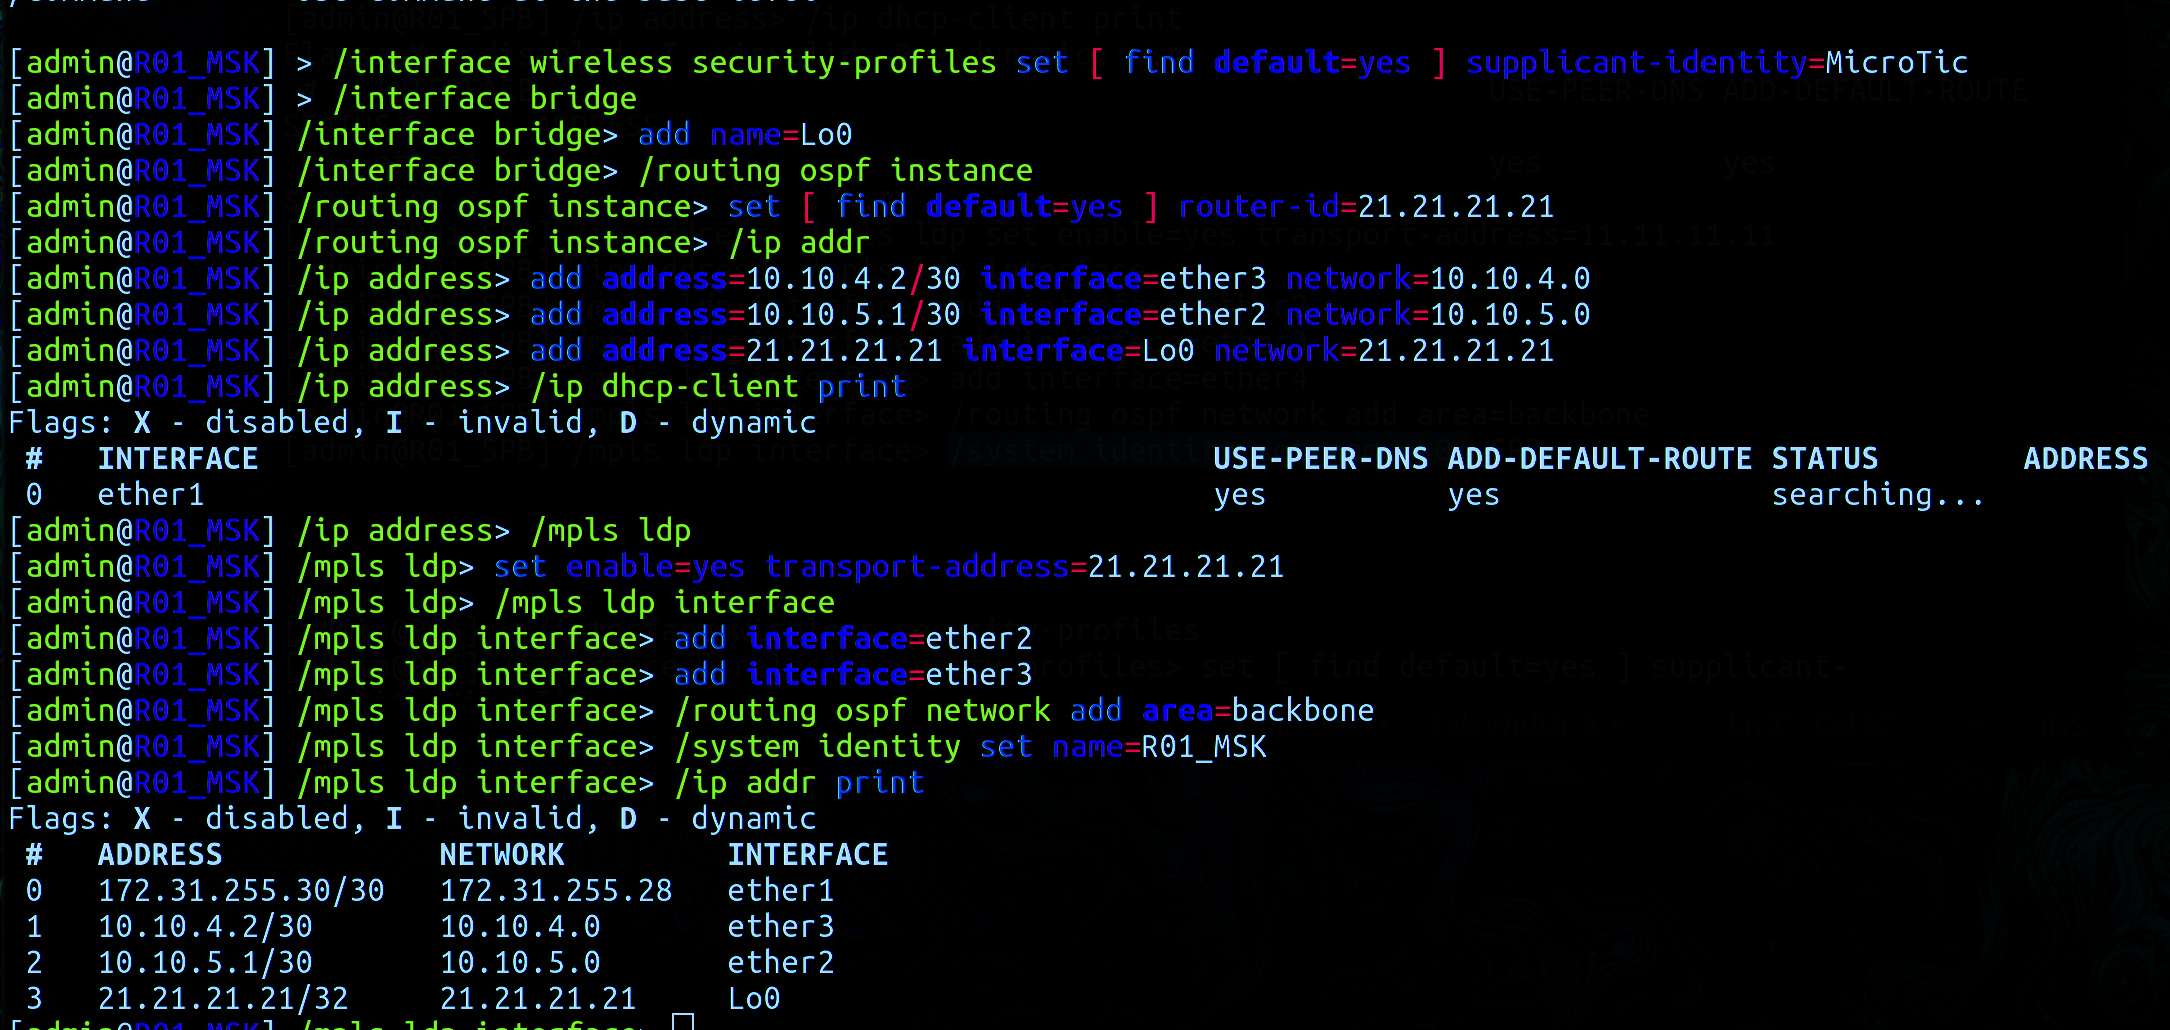 [admin@R01_MSK] > /interface wireless security-profiles set [ find default=yes ] supplicant-identity=MicroTic
[admin@R01_MSK] > /interface bridge
[admin@R01_MSK] /interface bridge> add name=Lo0
[admin@R01_MSK] /interface bridge> /routing ospf instance
[admin@R01_MSK] /routing ospf instance> set [ find default=yes ] router-id=21.21.21.21
[admin@R01_MSK] /routing ospf instance> /ip addr
[admin@R01_MSK] /ip address> add address=10.10.4.2/30 interface=ether3 network=10.10.4.0
[admin@R01_MSK] /ip address> add address=10.10.5.1/30 interface=ether2 network=10.10.5.0
[admin@R01_MSK] /ip address> add address=21.21.21.21 interface=Lo0 network=21.21.21.21
[admin@R01_MSK] /ip address> /ip dhcp-client print
Flags: X - disabled, I - invalid, D - dynamic
# INTERFACE USE-PEER-DNS ADD-DEFAULT-ROUTE STATUS ADDRESS
0 ether1 yes yes searching...
[admin@R01_MSK] /ip address> /mpls ldp
[admin@R01_MSK] /mpls ldp> set enable=yes transport-address=21.21.21.21
[admin@R01_MSK] /mpls ldp> /mpls ldp interface
[admin@R01_MSK] /mpls ldp interface> add interface=ether2
[admin@R01_MSK] /mpls ldp interface> add interface=ether3
[admin@R01_MSK] /mpls ldp interface> /routing ospf network add area=backbone
[admin@R01_MSK] /mpls ldp interface> /system identity set name=R01_MSK
[admin@R01_MSK] /mpls ldp interface> /ip addr print
Flags: X - disabled, I - invalid, D - dynamic
# ADDRESS NETWORK INTERFACE
0 172.31.255.30/30 172.31.255.28 ether1
1 10.10.4.2/30 10.10.4.0 ether3
2 10.10.5.1/30 10.10.5.0 ether2
3 21.21.21.21/32 21.21.21.21 Lo0
[admin@R01_MSK] /mpls ldp interface>